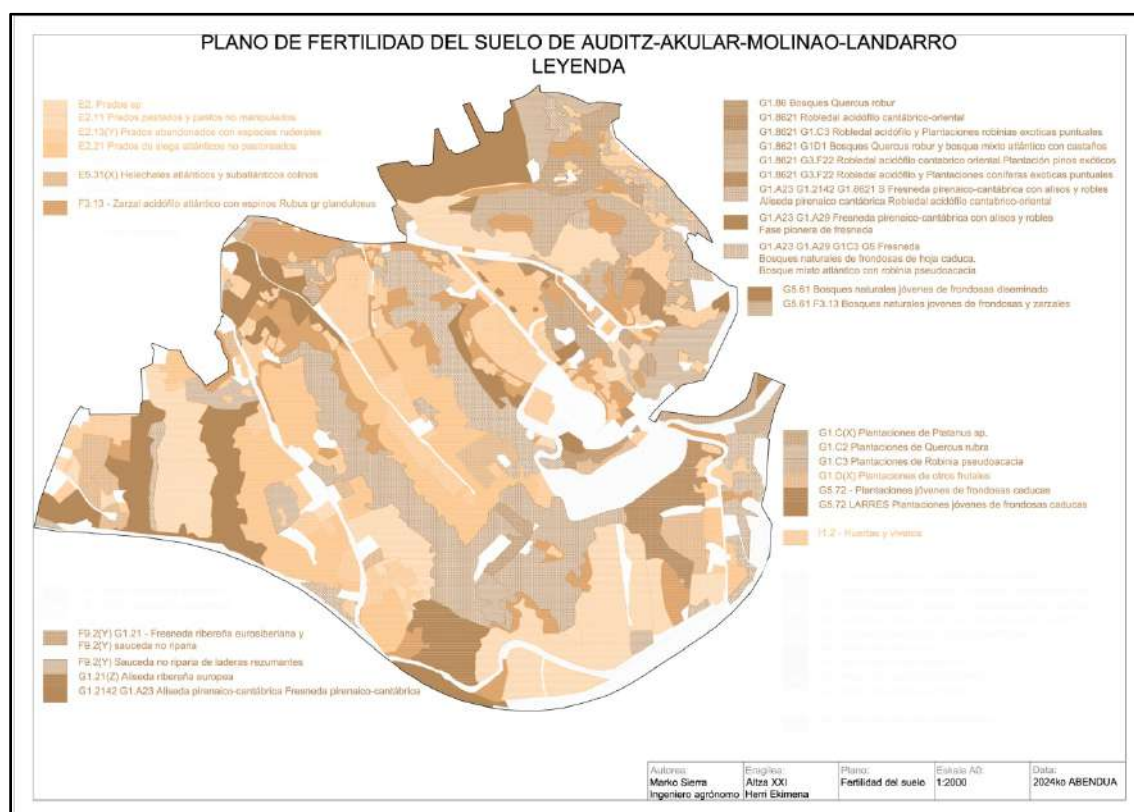 PLANO DE FERTILIDAD DEL SUELO DE AUDITZ-AKULAR-MOLINAO-LANDARRO
LEYENDA
E2. Prados sp.
E2.11 Prados pastados y pastos no manipulados
E2.13(Y) Prados abandonados con especies ruderales
E2.21 Prados de siega atlánticos no pastoreados
E5.31(X) Helechales atlánticos y subatlánticos colinos
F3.13 - Zarzal acidófilo atlántico con espinos Rubus gr glandulosus
G1.86 Bosques Quercus robur
G1.8621 Robledal acidófilo cantábrico-oriental
G1.8621 G1.C3 Robledal acidófilo y Plantaciones robinias exoticas puntuales
G1.8621 G1D1 Bosques Quercus robur y bosque mixto atlántico con castaños
G1.8621 G3.F22 Robledal acidófilo cantabrico oriental Plantación pinos exóticos
G1.8621 G3.F22 Robledal acidófilo y Plantaciones coniferas exoticas puntuales
G1.A23 G1.2142 G1.8621 S Fresneda pirenaico-cantábrica con alisos y robles
Aliseda pirenaico cantábrica Robledal acidófilo cantabrico-oriental
G1.A23 G1.A29 Fresneda pirenaico-cantábrica con alisos y robles
Fase pionera de fresneda
G1.A23 G1.A29 G1C3 G5 Fresneda
Bosques naturales de frondosas de hoja caduca.
Bosque mixto atlántico con robinia pseudoacacia
G5.61 Bosques naturales jóvenes de frondosas diseminado
G5.61 F3.13 Bosques naturales jovenes de frondosas y zarzales
G1.C(X) Plantaciones de Platanus sp.
G1.C2 Plantaciones de Quercus rubra
G1.C3 Plantaciones de Robinia pseudoacacia
G1.D(X) Plantaciones de otros frutales
G5.72 - Plantaciones jóvenes de frondosas caducas
G5.72 LARRES Plantaciones jóvenes de frondosas caducas
I1.2 - Huertas y viveros
F9.2(Y) G1.21 - Fresneda ribereña eurosiberiana y
F9.2(Y) sauceda no riparia
F9.2(Y) Sauceda no riparia de laderas rezumantes
G1.21(Z) Aliseda ribereña europea
G1.2142 G1.A23 Aliseda pirenaico-cantábrica Fresneda pirenaico-cantábrica
Autorea: Eragilea: Plano: Eskala A0: Data:
Marko Sierra Altza XXI Fertilidad del suelo 1:2000 2024ko ABENDUA
Ingeniero agrónomo Herri Ekimena